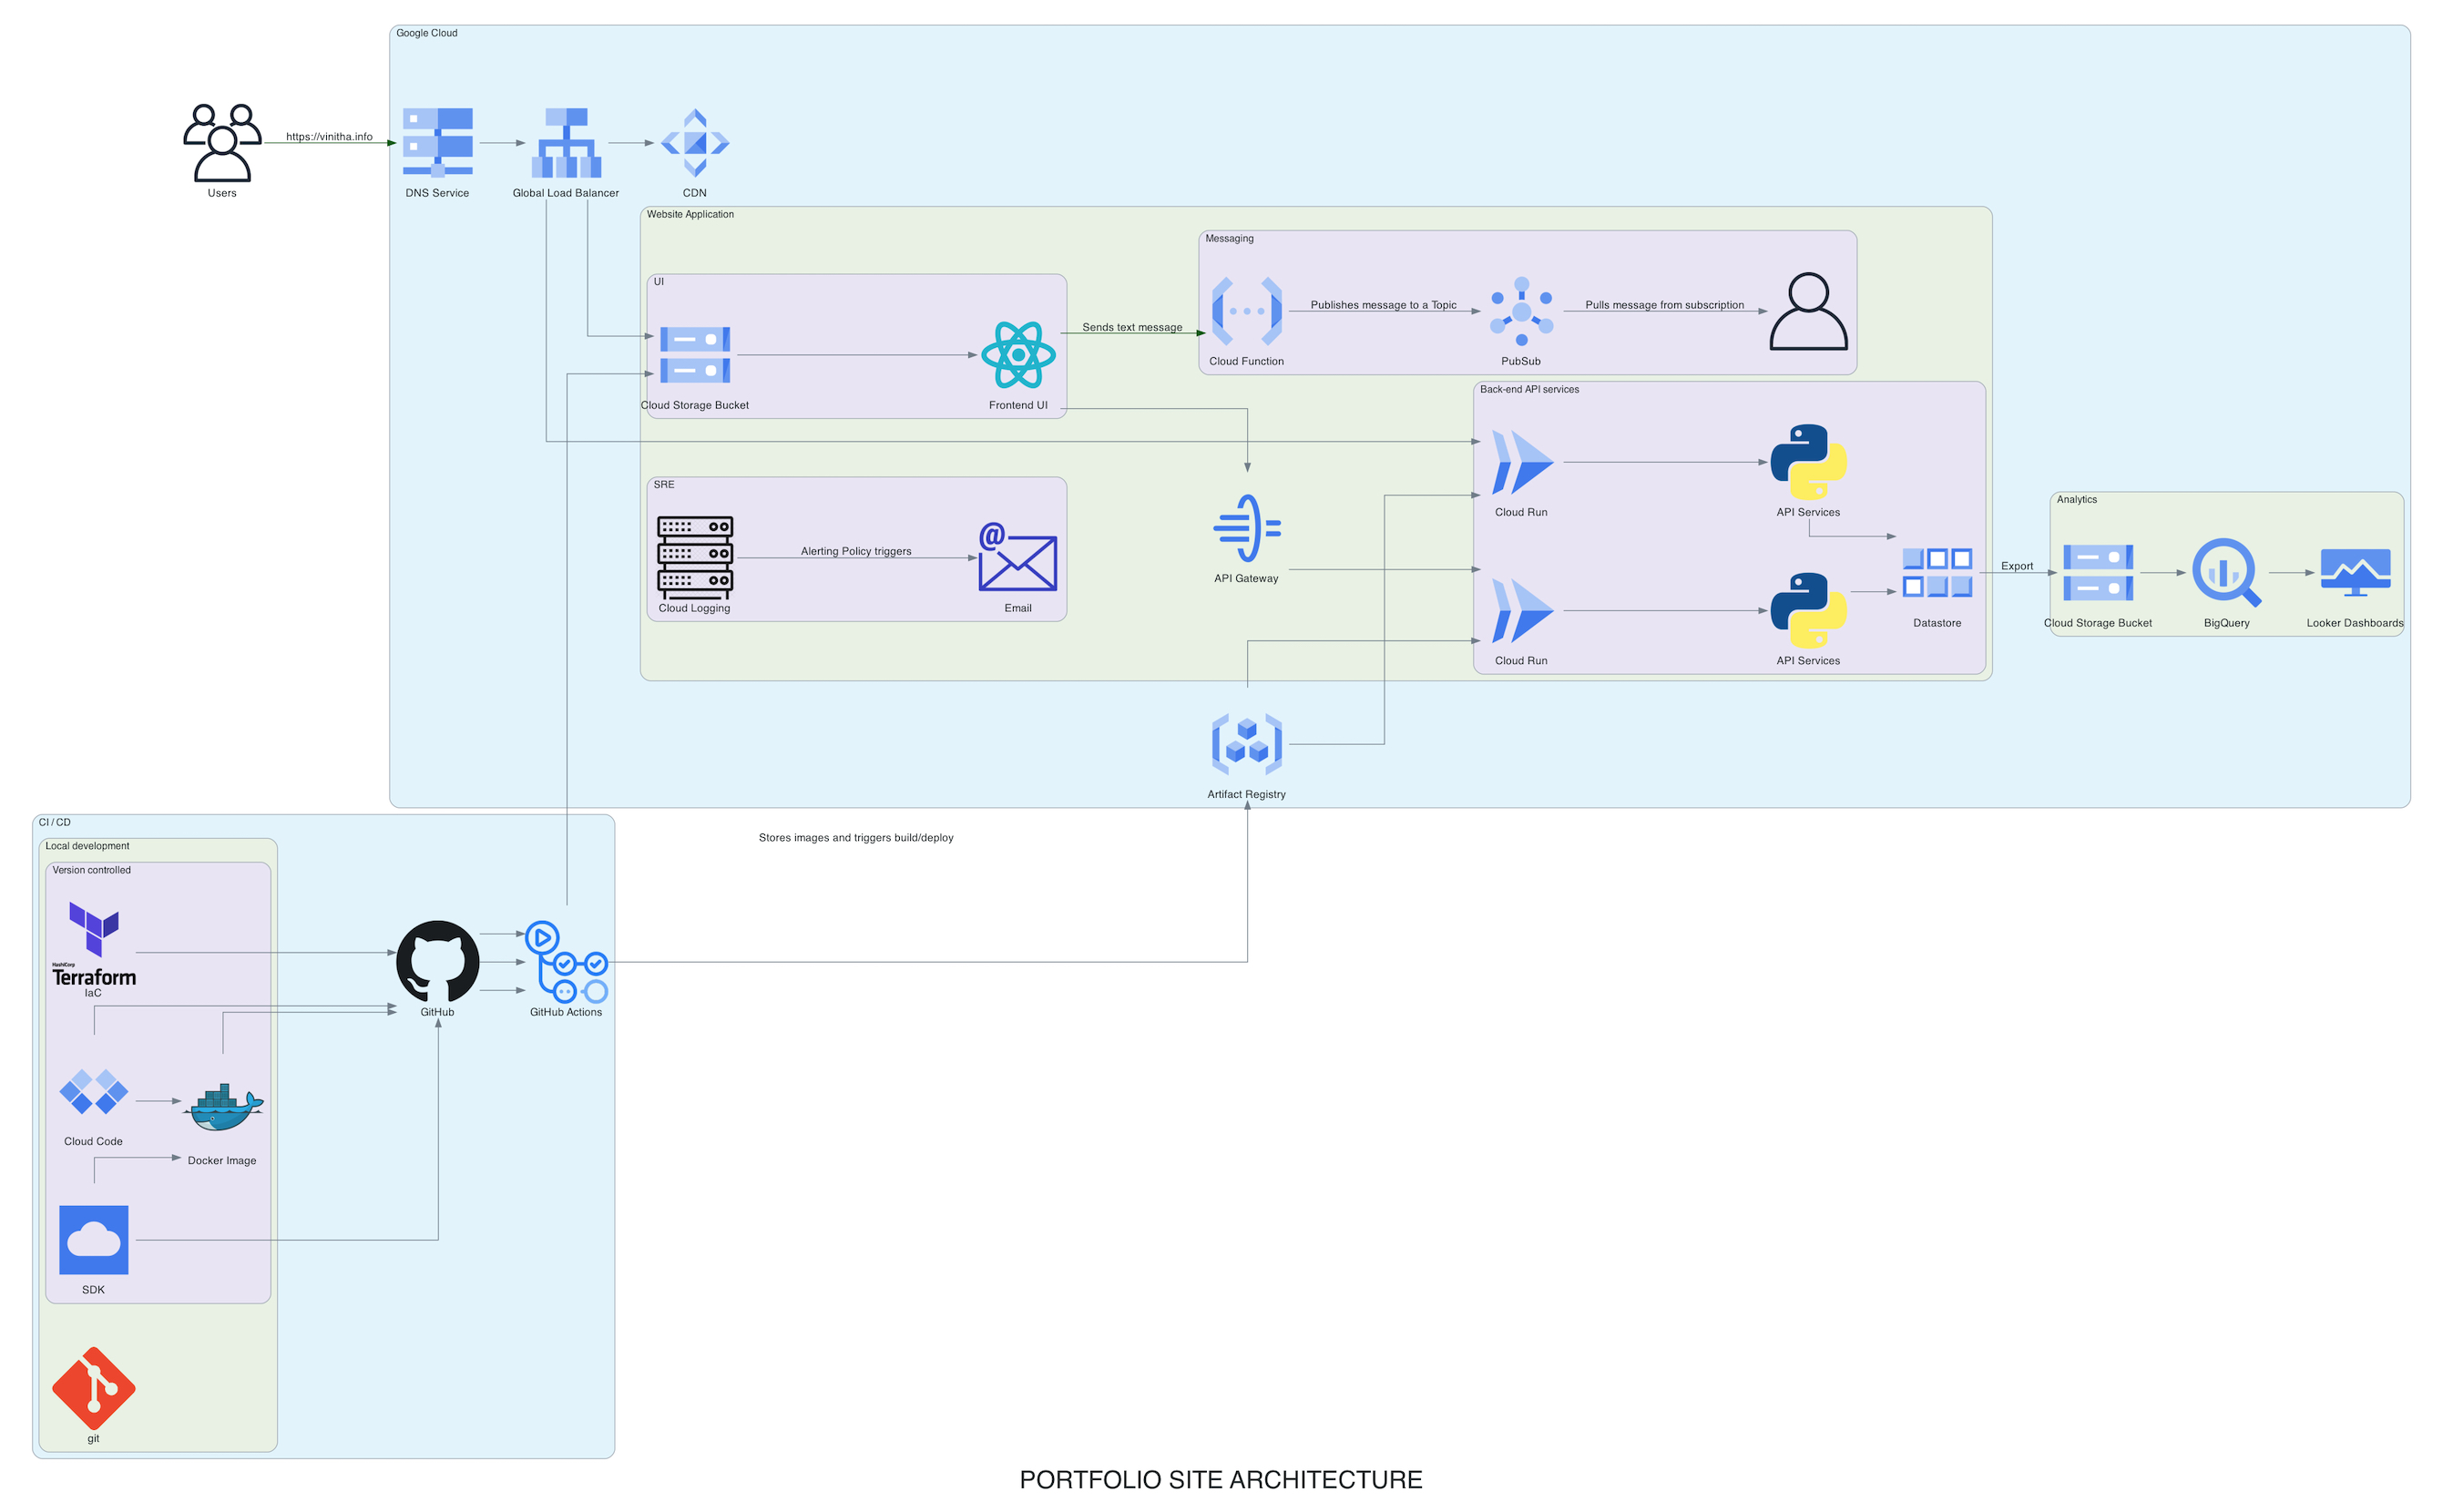 Google Cloud
https://vinitha.info
Users
DNS Service
Global Load Balancer
CDN
Website Application
Messaging
UI
Publishes message to a Topic
Pulls message from subscription
Sends text message
Cloud Function
PubSub
Cloud Storage Bucket
Frontend UI
Back-end API services
SRE
Cloud Run
API Services
Analytics
Alerting Policy triggers
API Gateway
Export
Cloud Logging
Email
Datastore
Cloud Storage Bucket
BigQuery
Looker Dashboards
Cloud Run
API Services
Artifact Registry
CI / CD
Stores images and triggers build/deploy
Local development
Version controlled
HashiCorp
Terraform
IaC
GitHub
GitHub Actions
Cloud Code
Docker Image
SDK
git
PORTFOLIO SITE ARCHITECTURE